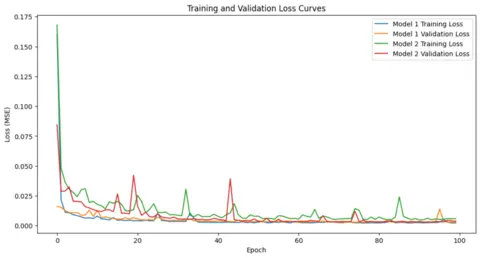 Training and Validation Loss Curves
Loss (MSE)
0.175
0.150
0.125
0.100
0.075
0.050
0.025
0.000
Model 1 Training Loss
Model 1 Validation Loss
Model 2 Training Loss
Model 2 Validation Loss
0 20 40 60 80 100
Epoch